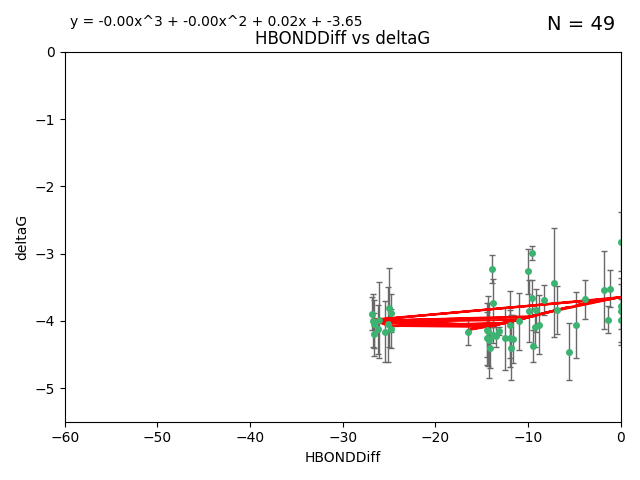 y = -0.00x^3 + -0.00x^2 + 0.02x + -3.65
N = 49
HBONDDiff vs deltaG
deltaG
0
−1
−2
−3
−4
−5
−60
−50
−40
−30
−20
−10
0
HBONDDiff